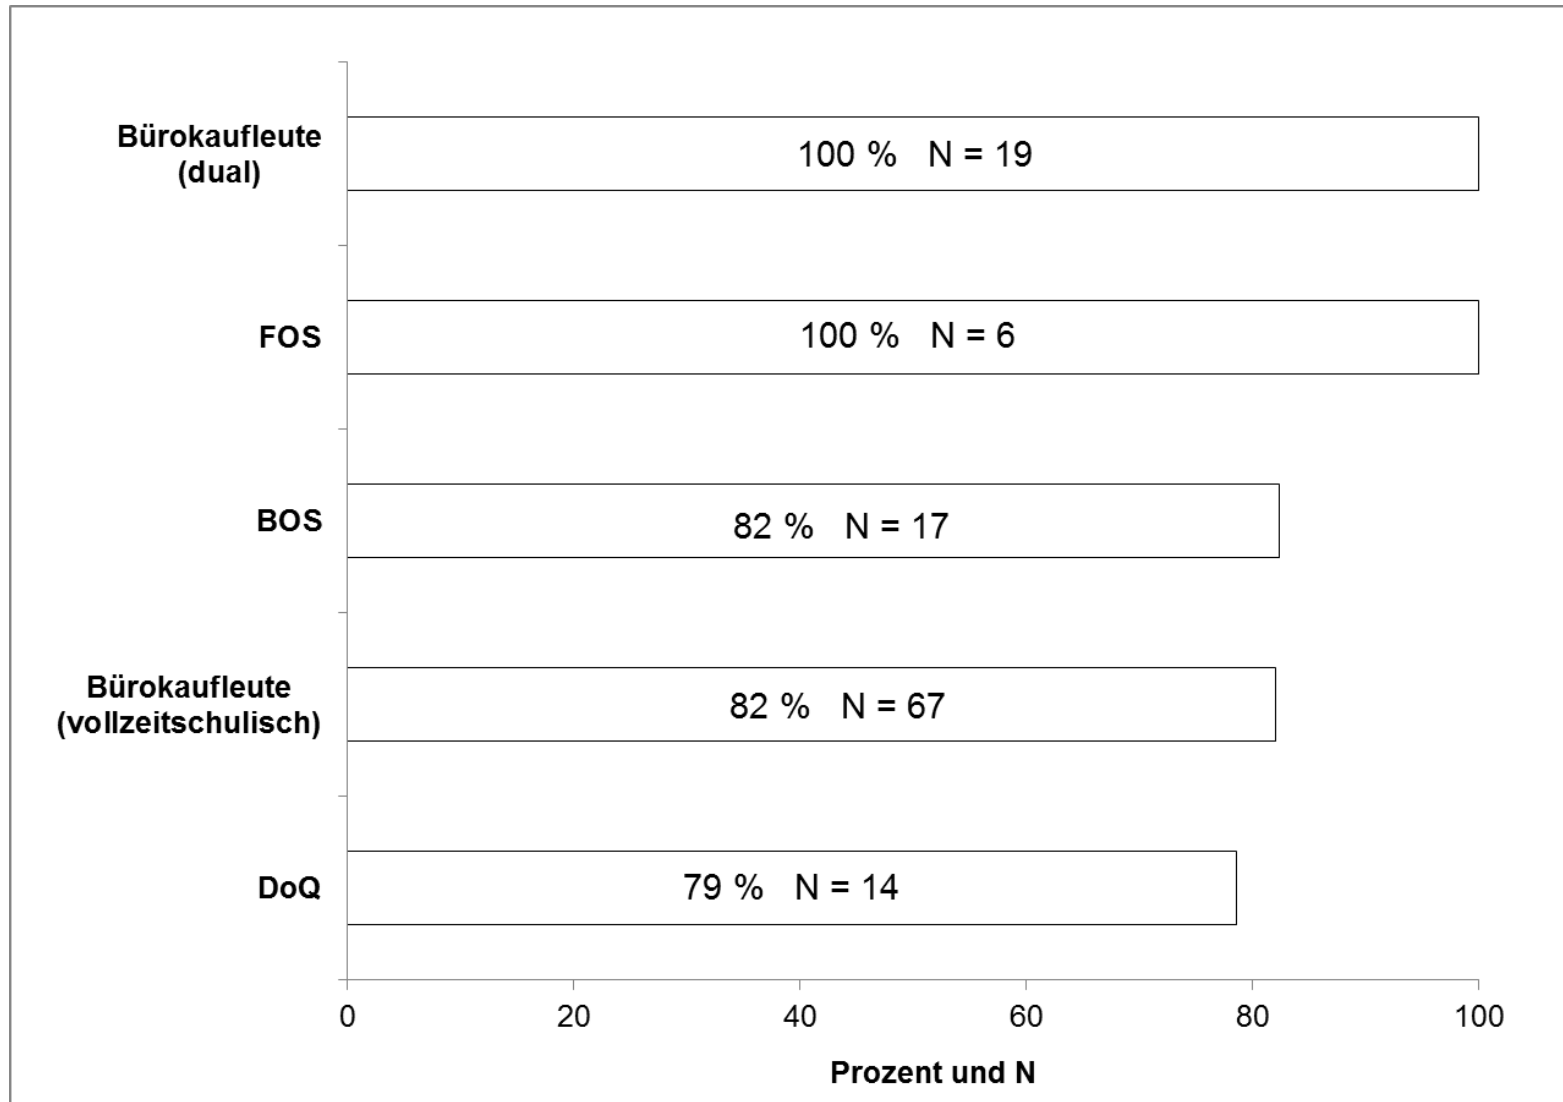 Bürokaufleute
(dual)
100 % N = 19
FOS
100 % N = 6
BOS
82 % N = 17
Bürokaufleute
(vollzeitschulisch)
82 % N = 67
DoQ
79 % N = 14
0 20 40 60 80 100
Prozent und N